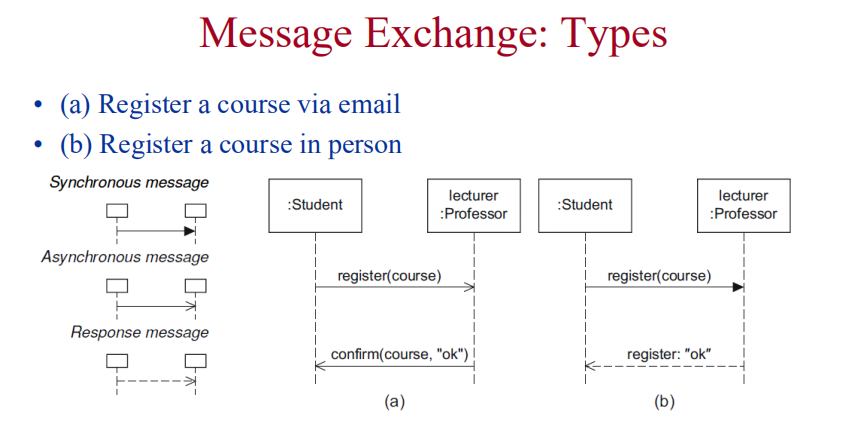 Message Exchange: Types
• (a) Register a course via email
• (b) Register a course in person
Synchronous message
Asynchronous message
Response message
:Student
lecturer
:Professor
register(course)
confirm(course, "ok")
(a)
:Student
lecturer
:Professor
register(course)
register: "ok"
(b)